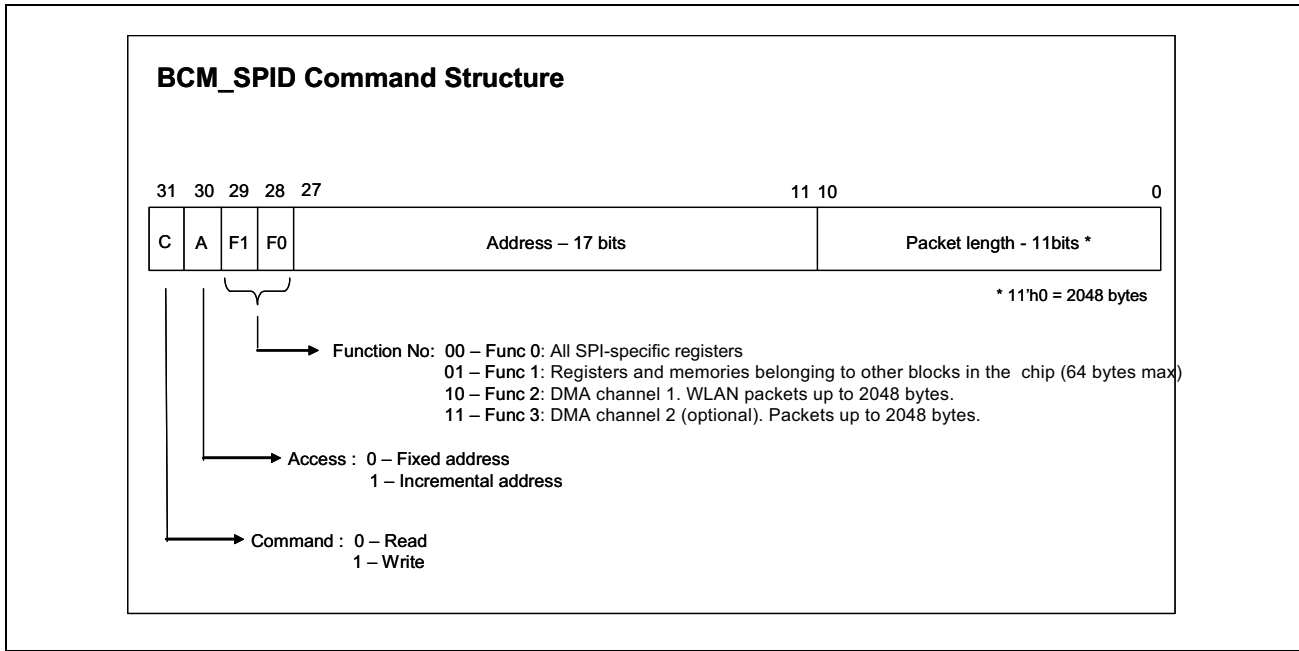 BCM_SPID Command Structure
31 30 29 28 27 11 10 0
C A F1 F0 Address – 17 bits Packet length - 11bits *
* 11'h0 = 2048 bytes
Function No: 00 – Func 0: All SPI-specific registers
01 – Func 1: Registers and memories belonging to other blocks in the chip (64 bytes max)
10 – Func 2: DMA channel 1. WLAN packets up to 2048 bytes.
11 – Func 3: DMA channel 2 (optional). Packets up to 2048 bytes.
Access : 0 – Fixed address
1 – Incremental address
Command : 0 – Read
1 – Write